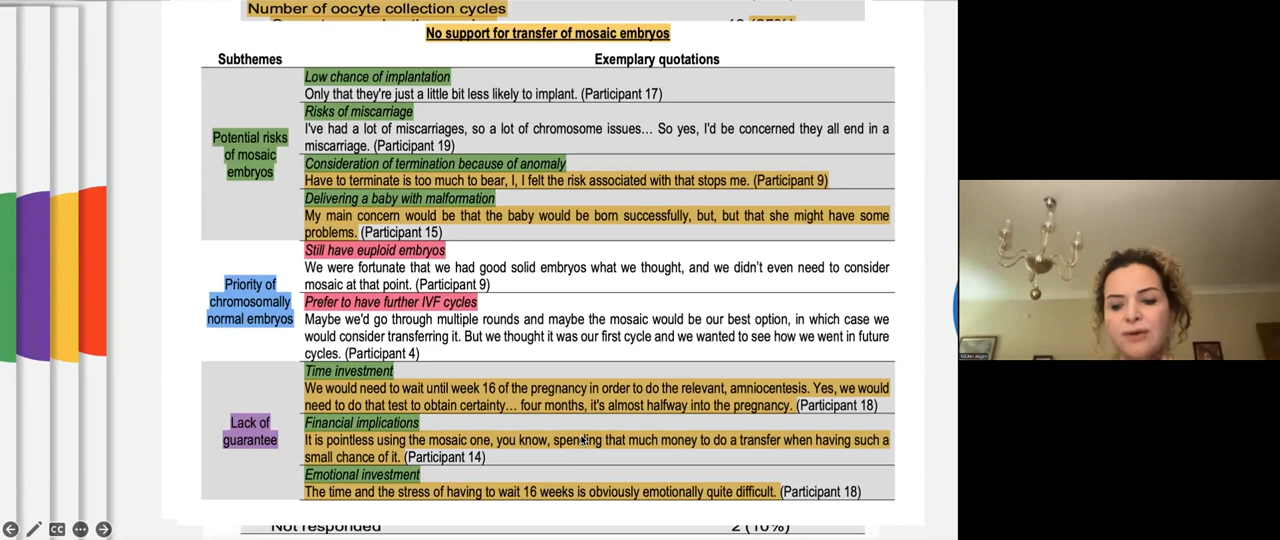 Number of oocyte collection cycles
No support for transfer of mosaic embryos
Subthemes Exemplary quotations
Potential risks
of mosaic
embryos
Low chance of implantation
Only that they're just a little bit less likely to implant. (Participant 17)
Risks of miscarriage
I've had a lot of miscarriages, so a lot of chromosome issues... So yes, I'd be concerned they all end in a
miscarriage. (Participant 19)
Consideration of termination because of anomaly
Have to terminate is too much to bear, I, I felt the risk associated with that stops me. (Participant 9)
Delivering a baby with malformation
My main concern would be that the baby would be born successfully, but, but that she might have some
problems. (Participant 15)
Priority of
chromosomally
normal embryos
Still have euploid embryos
We were fortunate that we had good solid embryos what we thought, and we didn't even need to consider
mosaic at that point. (Participant 9)
Prefer to have further IVF cycles
Maybe we'd go through multiple rounds and maybe the mosaic would be our best option, in which case we
would consider transferring it. But we thought it was our first cycle and we wanted to see how we went in future
cycles. (Participant 4)
Lack of
guarantee
Time investment
We would need to wait until week 16 of the pregnancy in order to do the relevant, amniocentesis. Yes, we would
need to do that test to obtain certainty... four months, it's almost halfway into the pregnancy. (Participant 18)
Financial implications
It is pointless using the mosaic one, you know, spending that much money to do a transfer when having such a
small chance of it. (Participant 14)
Emotional investment
The time and the stress of having to wait 16 weeks is obviously emotionally quite difficult. (Participant 18)
Not responded 2 (10%)
CC